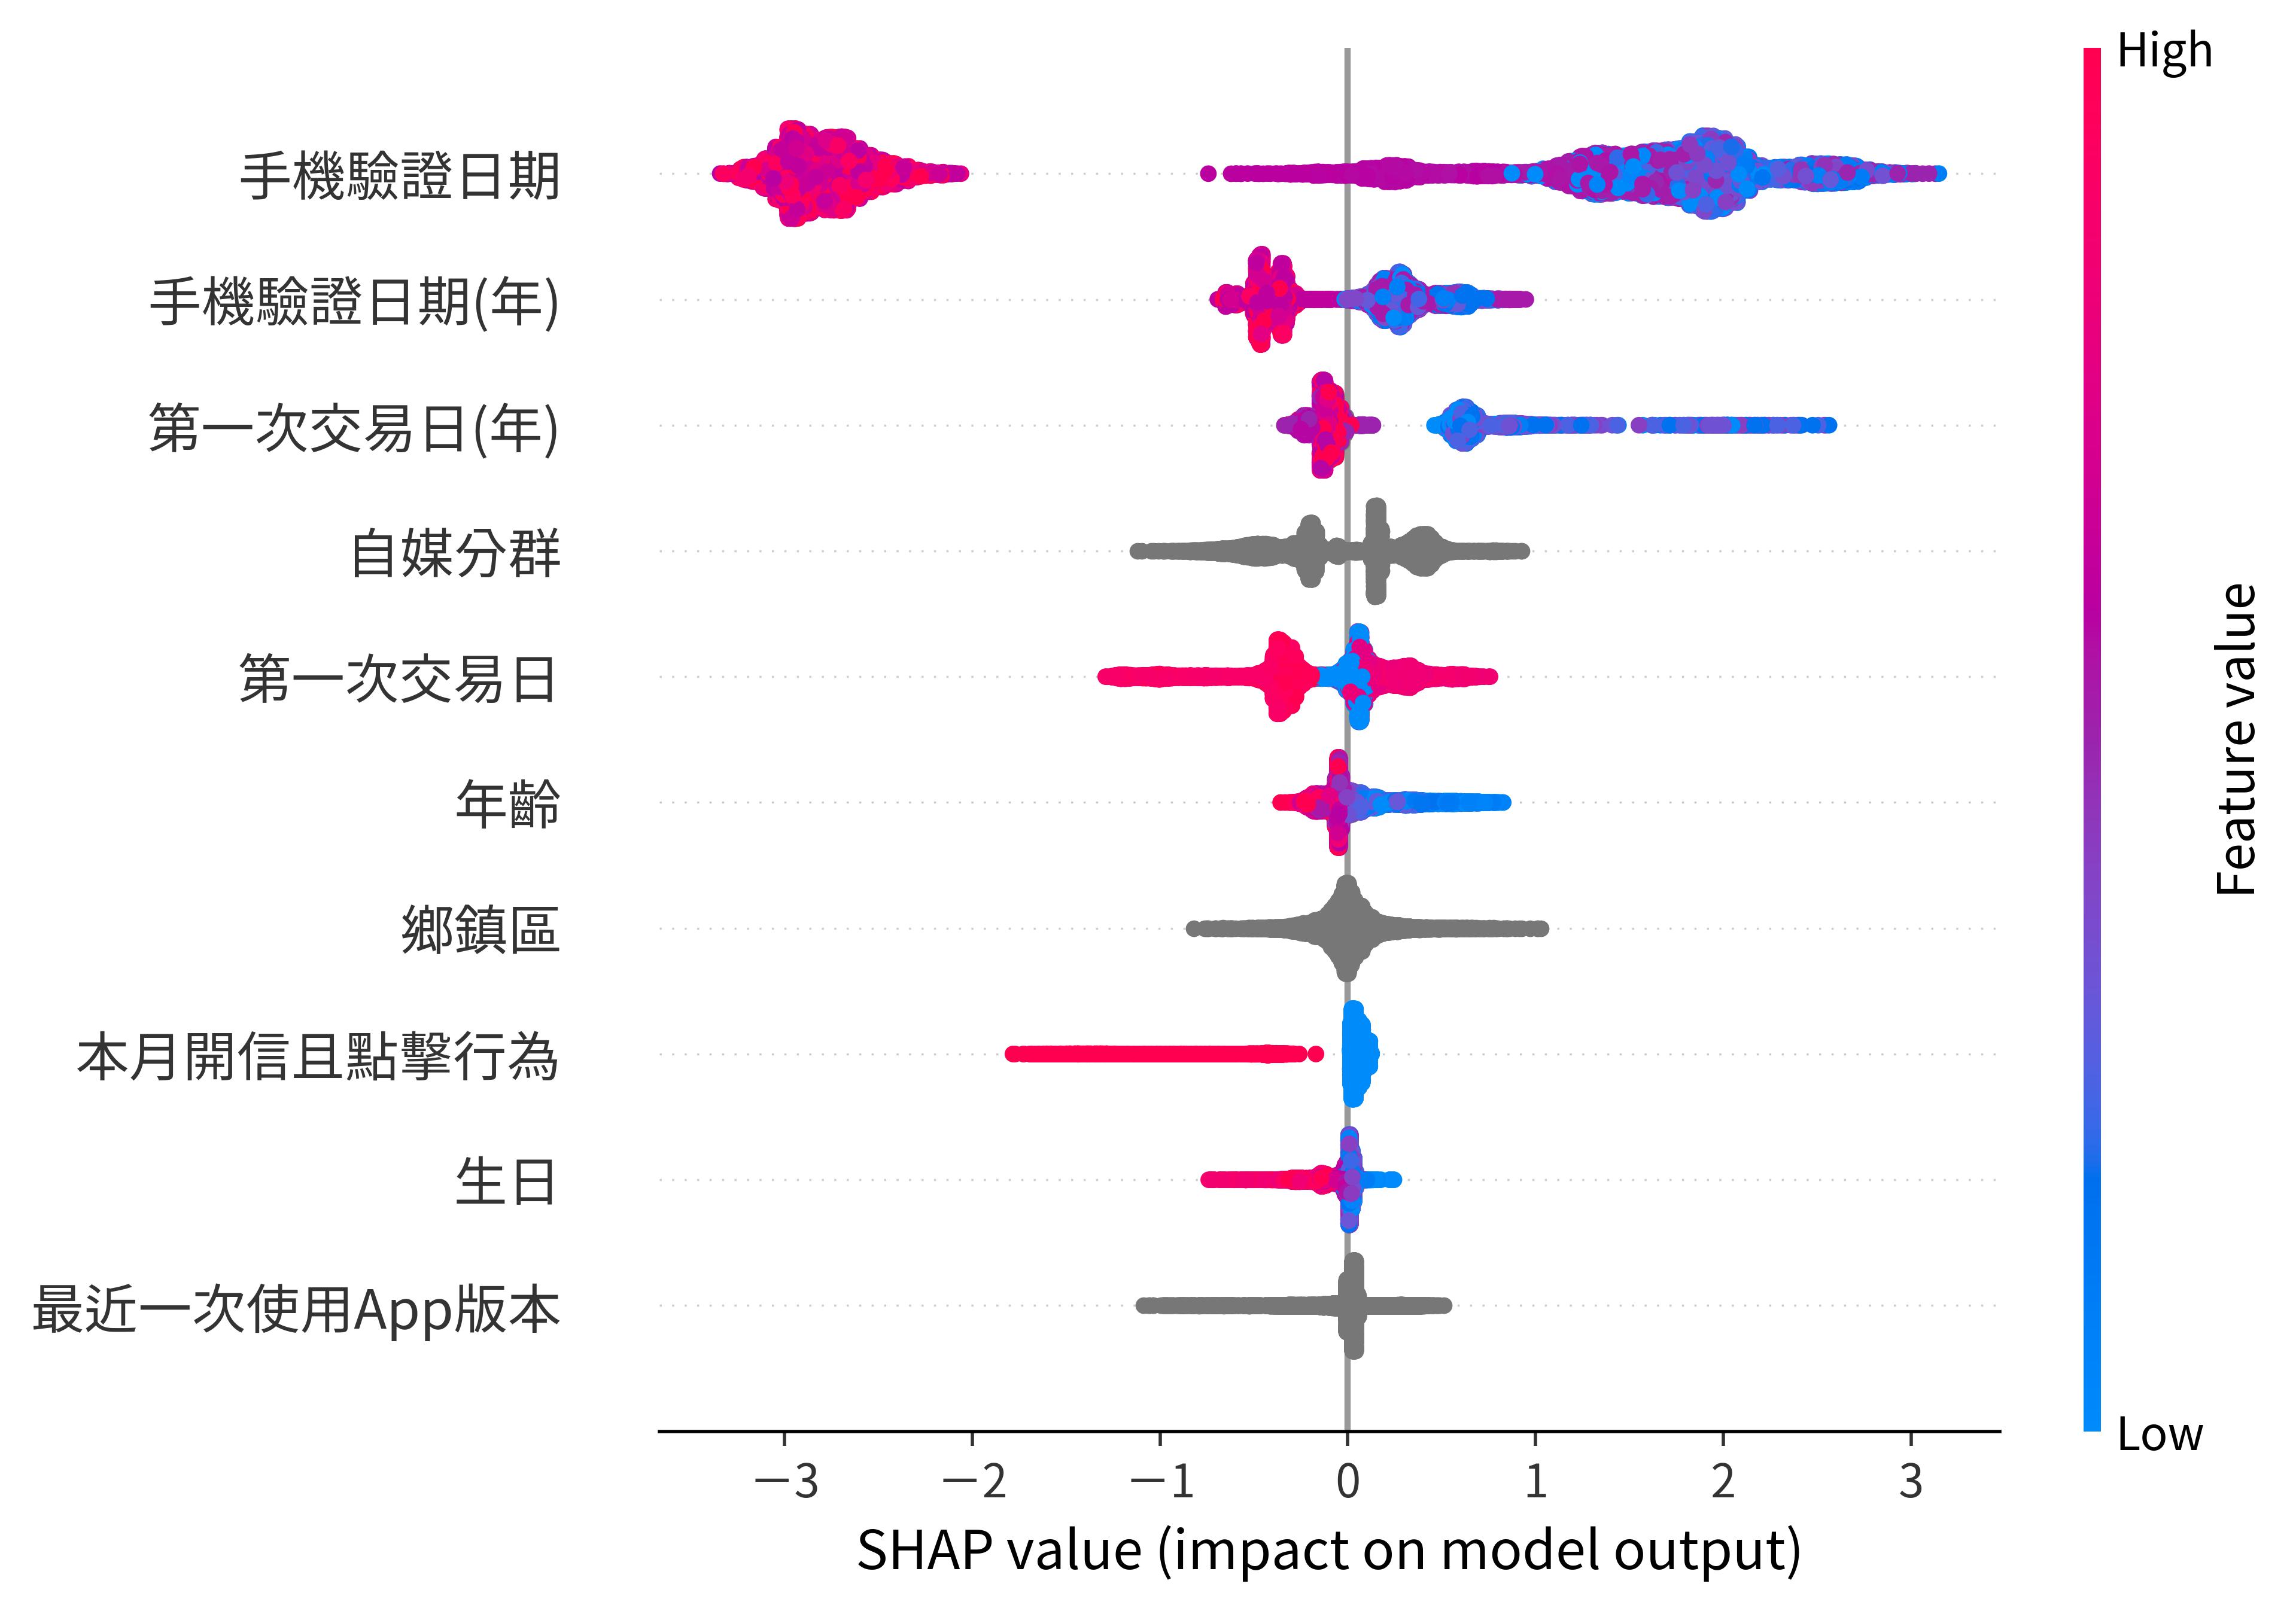 High
手機驗證日期
手機驗證日期(年)
第一次交易日(年)
自媒分群
第一次交易日
年齡
鄉鎮區
本月開信且點擊行為
生日
最近一次使用App版本
Feature value
Low
−3 −2 −1 0 1 2 3
SHAP value (impact on model output)